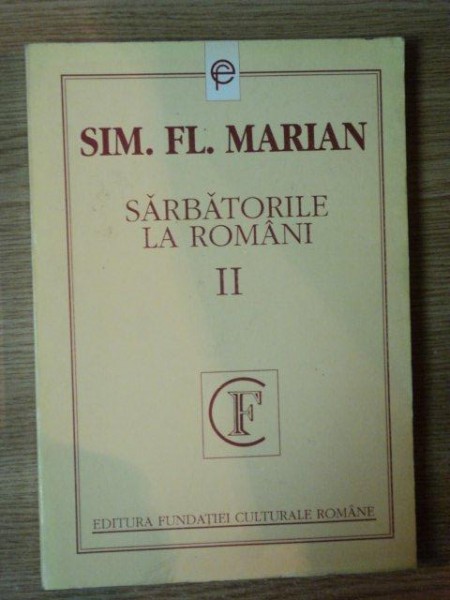 SIM. FL. MARIAN
SĂRBĂTORILE
LA ROMÂNI
II
CF
EDITURA FUNDAȚIEI CULTURALE ROMÂNE